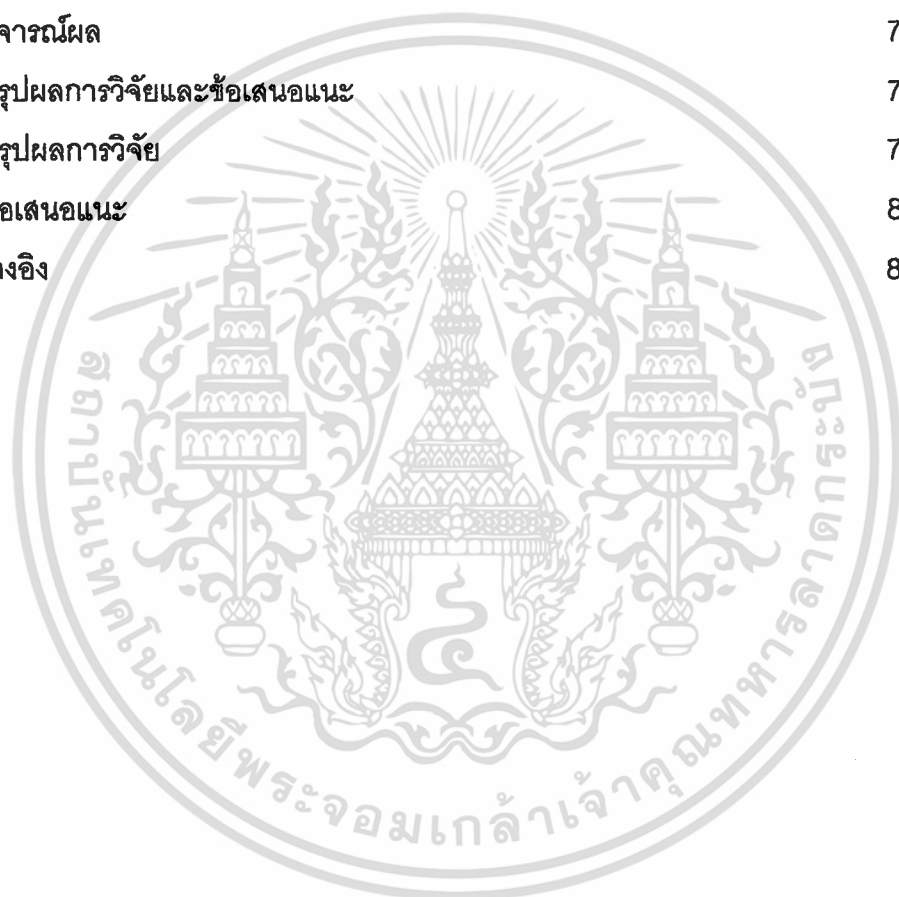 จารณ์ผล 7
รุปผลการวิจัยและข้อเสนอแนะ 7
รุปผลการวิจัย 7
อเสนอแนะ 8
างอิง 8
สถาบันเทคโนโลยีพระจอมเกล้าเจ้าคุณทหารลาดกระบัง